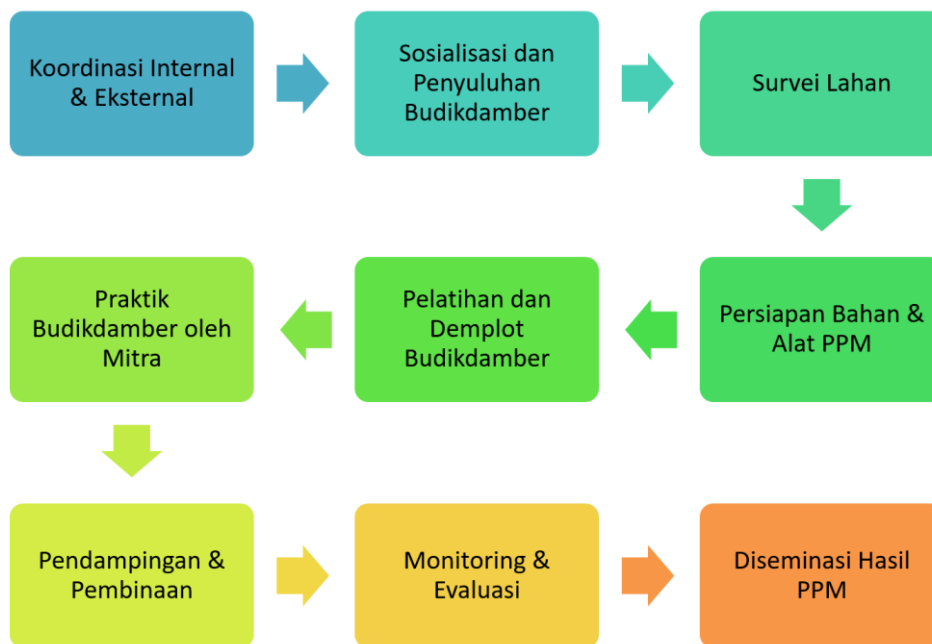 Koordinasi Internal
& Eksternal
Sosialisasi dan
Penyuluhan
Budikdamber
Survei Lahan
Persiapan Bahan &
Alat PPM
Pelatihan dan
Demplot
Budikdamber
Praktik
Budikdamber oleh
Mitra
Pendampingan &
Pembinaan
Monitoring &
Evaluasi
Diseminasi Hasil
PPM